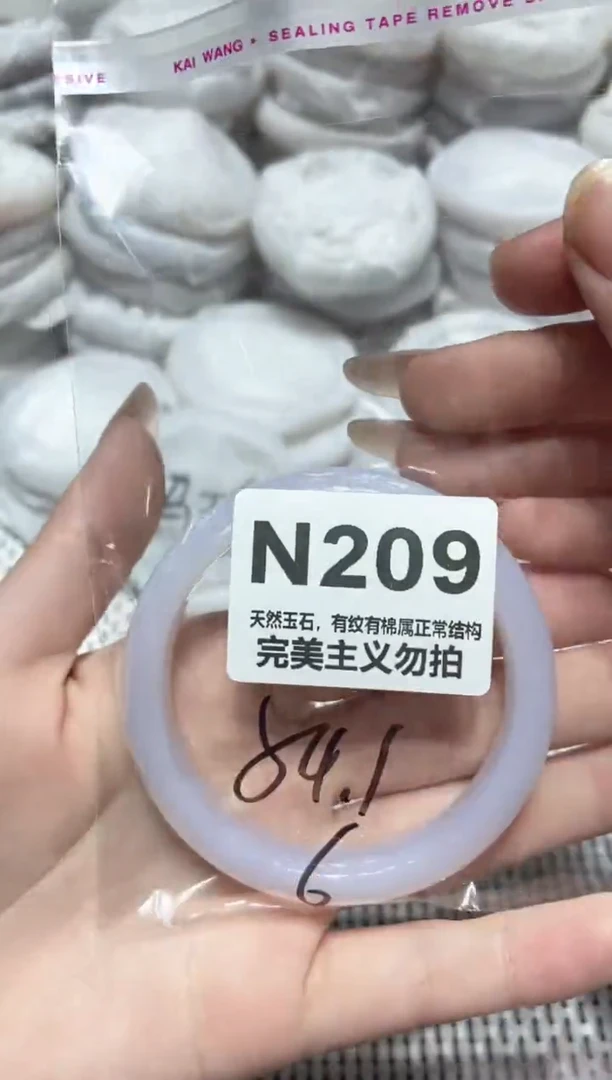 SIVE
KAI WANG • SEALING TAPE REMOVE
N209
天然玉石，有纹有棉属正常结构
完美主义勿拍
84.1
6